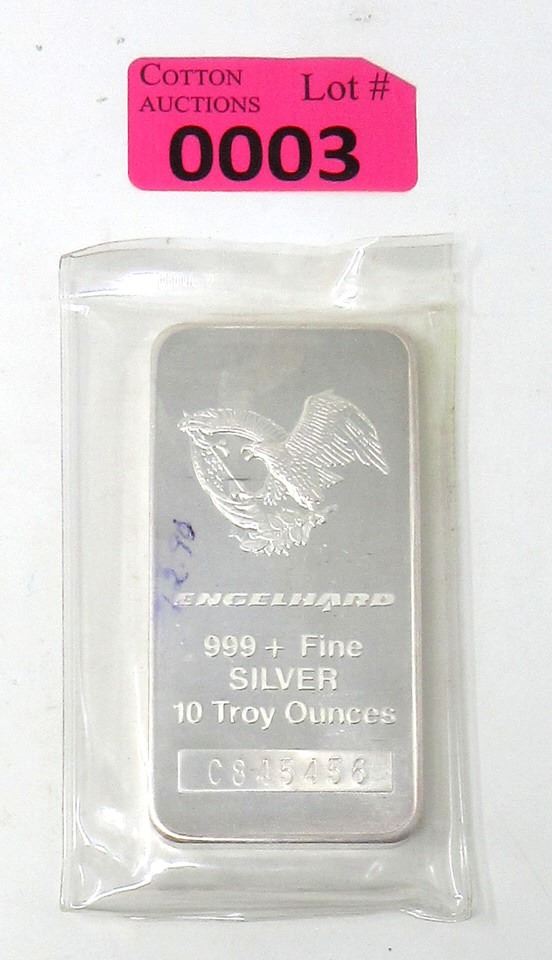 COTTON
AUCTIONS
Lot #
0003
ENGELHARD
999 + Fine
SILVER
10 Troy Ounces
C845456